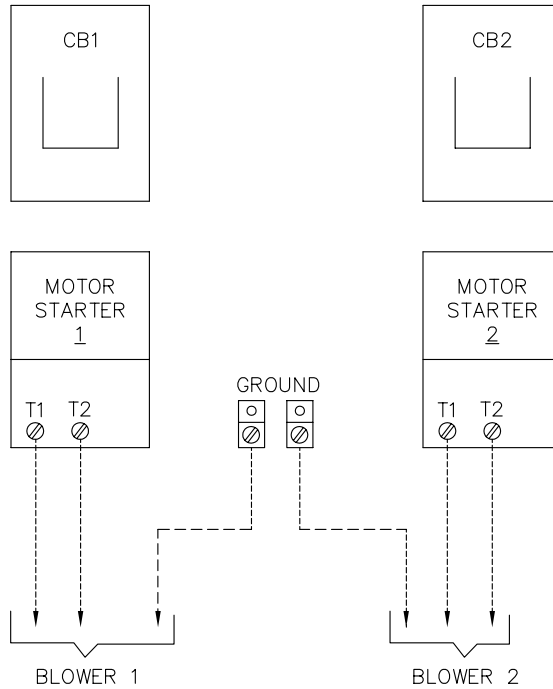 CB1
CB2
MOTOR
STARTER
1
MOTOR
STARTER
2
GROUND
T1 T2
T1 T2
BLOWER 1
BLOWER 2